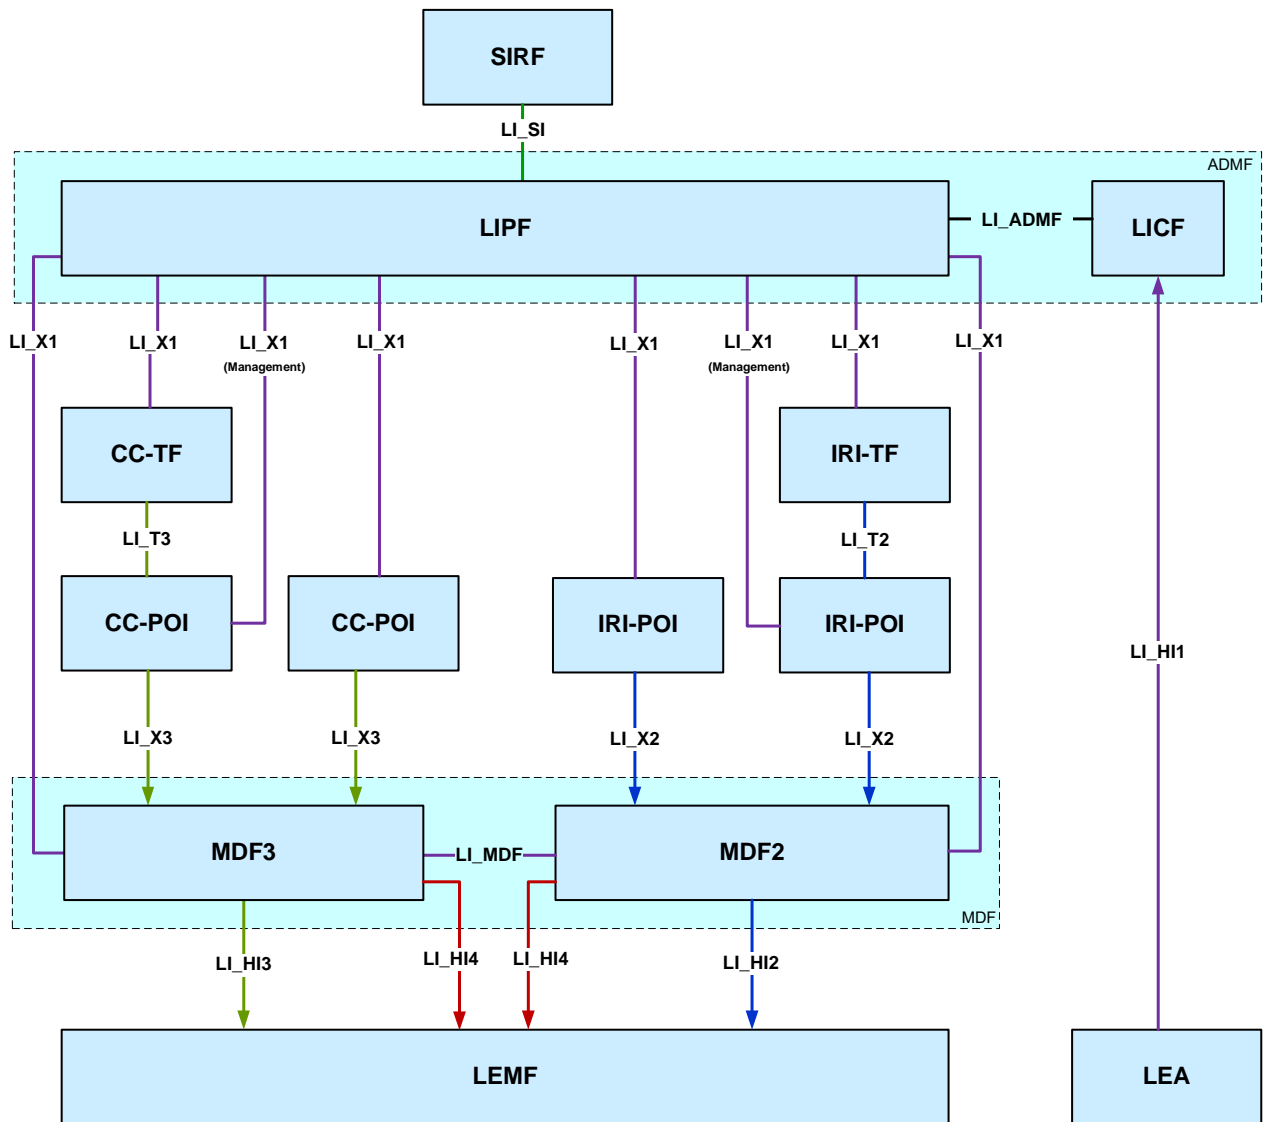 SIRF
LI_SI
ADMF
LIPF
LI_ADMF
LICF
LI_X1
LI_X1
LI_X1
(Management)
LI_X1
LI_X1
LI_X1
(Management)
LI_X1
LI_X1
CC-TF
IRI-TF
LI_T3
LI_T2
CC-POI
CC-POI
IRI-POI
IRI-POI
LI_HI1
LI_X3
LI_X3
LI_X2
LI_X2
MDF3
LI_MDF
MDF2
MDF
LI_HI3
LI_HI4
LI_HI4
LI_HI2
LEMF
LEA